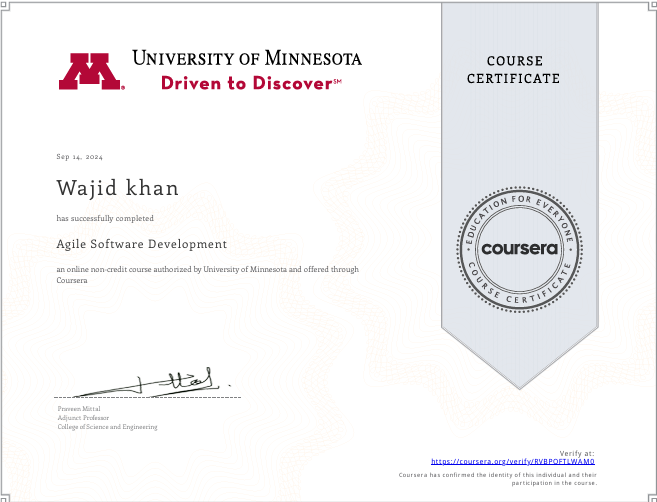 UNIVERSITY OF MINNESOTA
Driven to Discover℠
COURSE
CERTIFICATE
Sep 14, 2024
Wajid khan
has successfully completed
Agile Software Development
an online non-credit course authorized by University of Minnesota and offered through
Coursera
EDUCATION FOR EVERYONE
coursera
COURSE CERTIFICATE
Praveen Mittal
Adjunct Professor
College of Science and Engineering
Verify at:
https://coursera.org/verify/RVBPOFTLWAM0
Coursera has confirmed the identity of this individual and their
participation in the course.